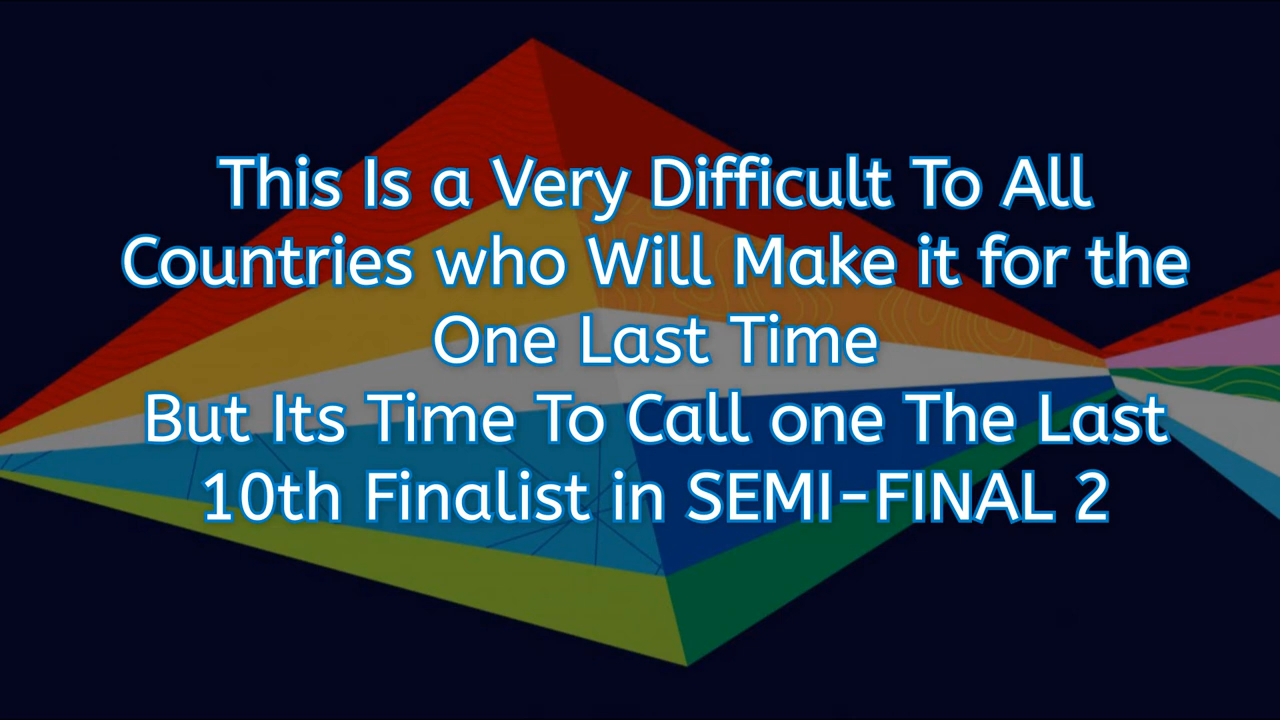 This Is a Very Difficult To All
Countries who Will Make it for the
One Last Time
But Its Time To Call one The Last
10th Finalist in SEMI-FINAL 2